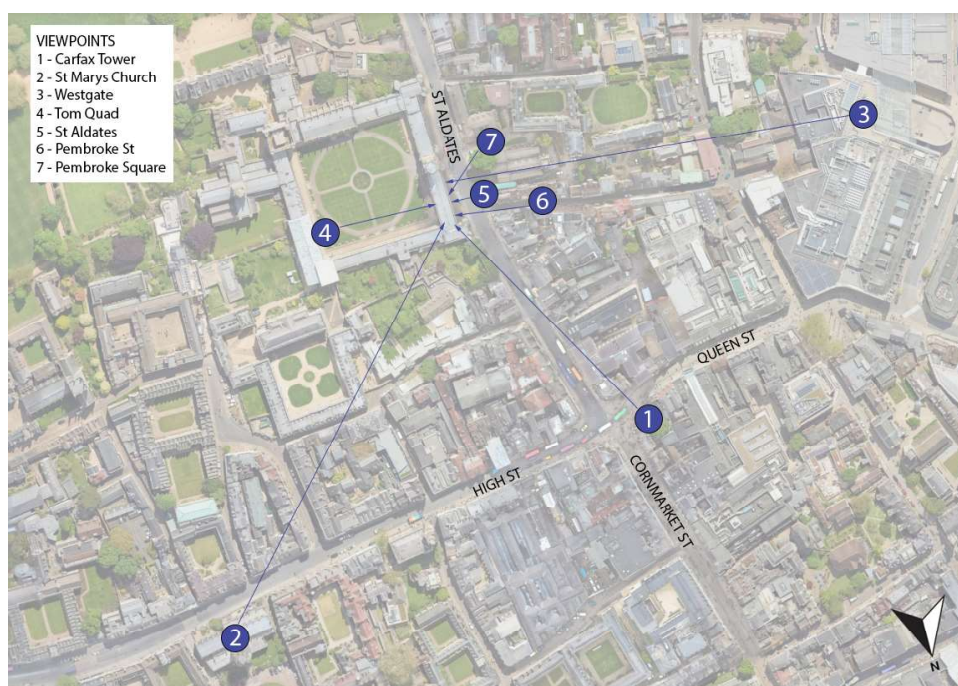 VIEWPOINTS
1 - Carfax Tower
2 - St Marys Church
3 - Westgate
4 - Tom Quad
5 - St Aldates
6 - Pembroke St
7 - Pembroke Square
ST ALDATES
3
7
5
6
4
QUEEN ST
1
HIGH ST
CORNMARKET ST
2
N